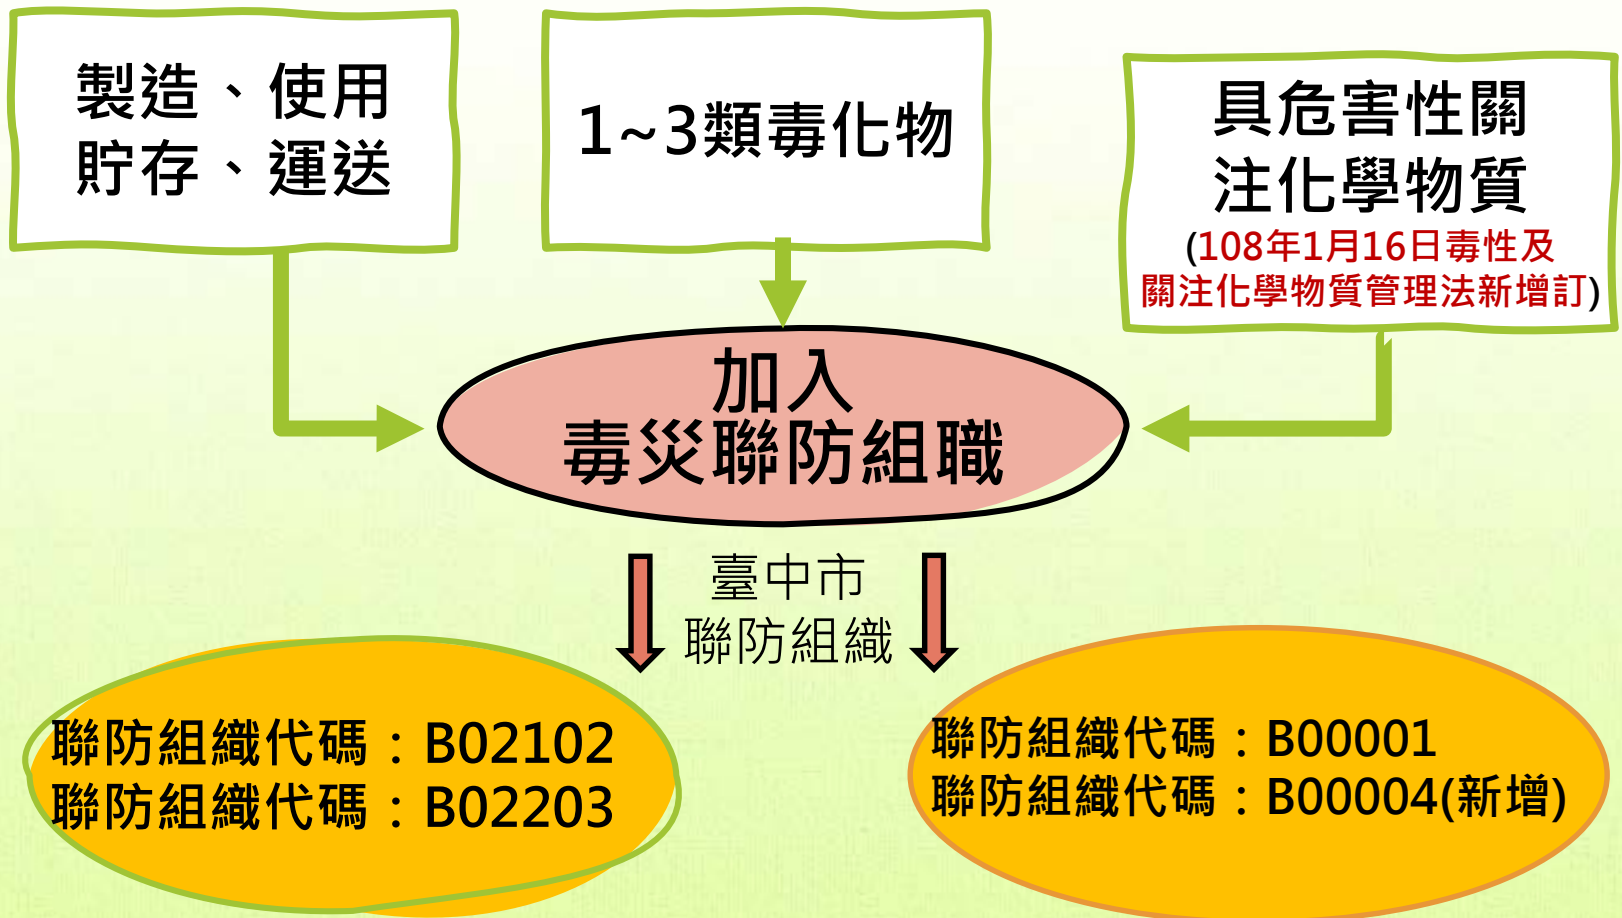 製造、使用
貯存、運送
1~3類毒化物
具危害性關
注化學物質
(108年1月16日毒性及
關注化學物質管理法新增訂)
加入
毒災聯防組職
臺中市
聯防組織
聯防組織代碼：B02102
聯防組織代碼：B02203
聯防組織代碼：B00001
聯防組織代碼：B00004(新增)